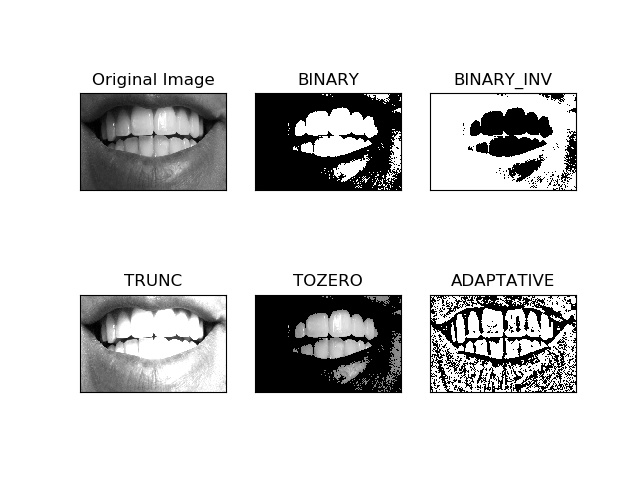 Original Image
BINARY
BINARY_INV
TRUNC
TOZERO
ADAPTATIVE